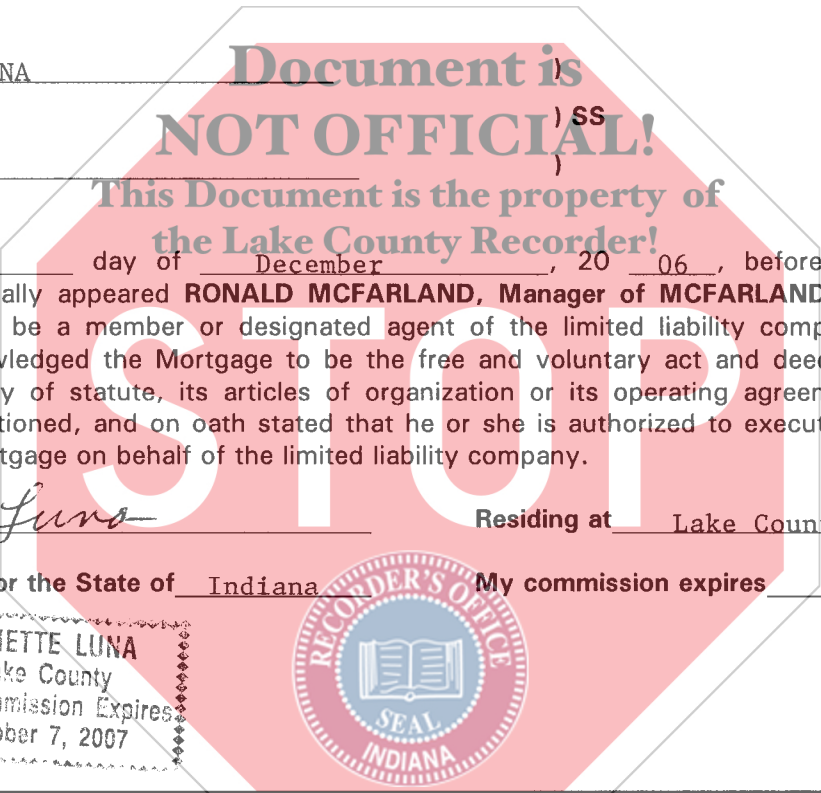 Document is
NA )
NOT OFFICIAL!
) SS
)
This Document is the property of
the Lake County Recorder!
day of December, 20 06, before
ally appeared RONALD MCFARLAND, Manager of MCFARLAND
be a member or designated agent of the limited liability comp
vledged the Mortgage to be the free and voluntary act and deed
y of statute, its articles of organization or its operating agreen
tioned, and on oath stated that he or she is authorized to execut
tgage on behalf of the limited liability company.
STOP
Luna Residing at Lake Coun
or the State of Indiana My commission expires
ETTE LUNA
ke County
mmission Expires
ober 7, 2007
RECORDER'S OFFICE
SEAL
INDIANA